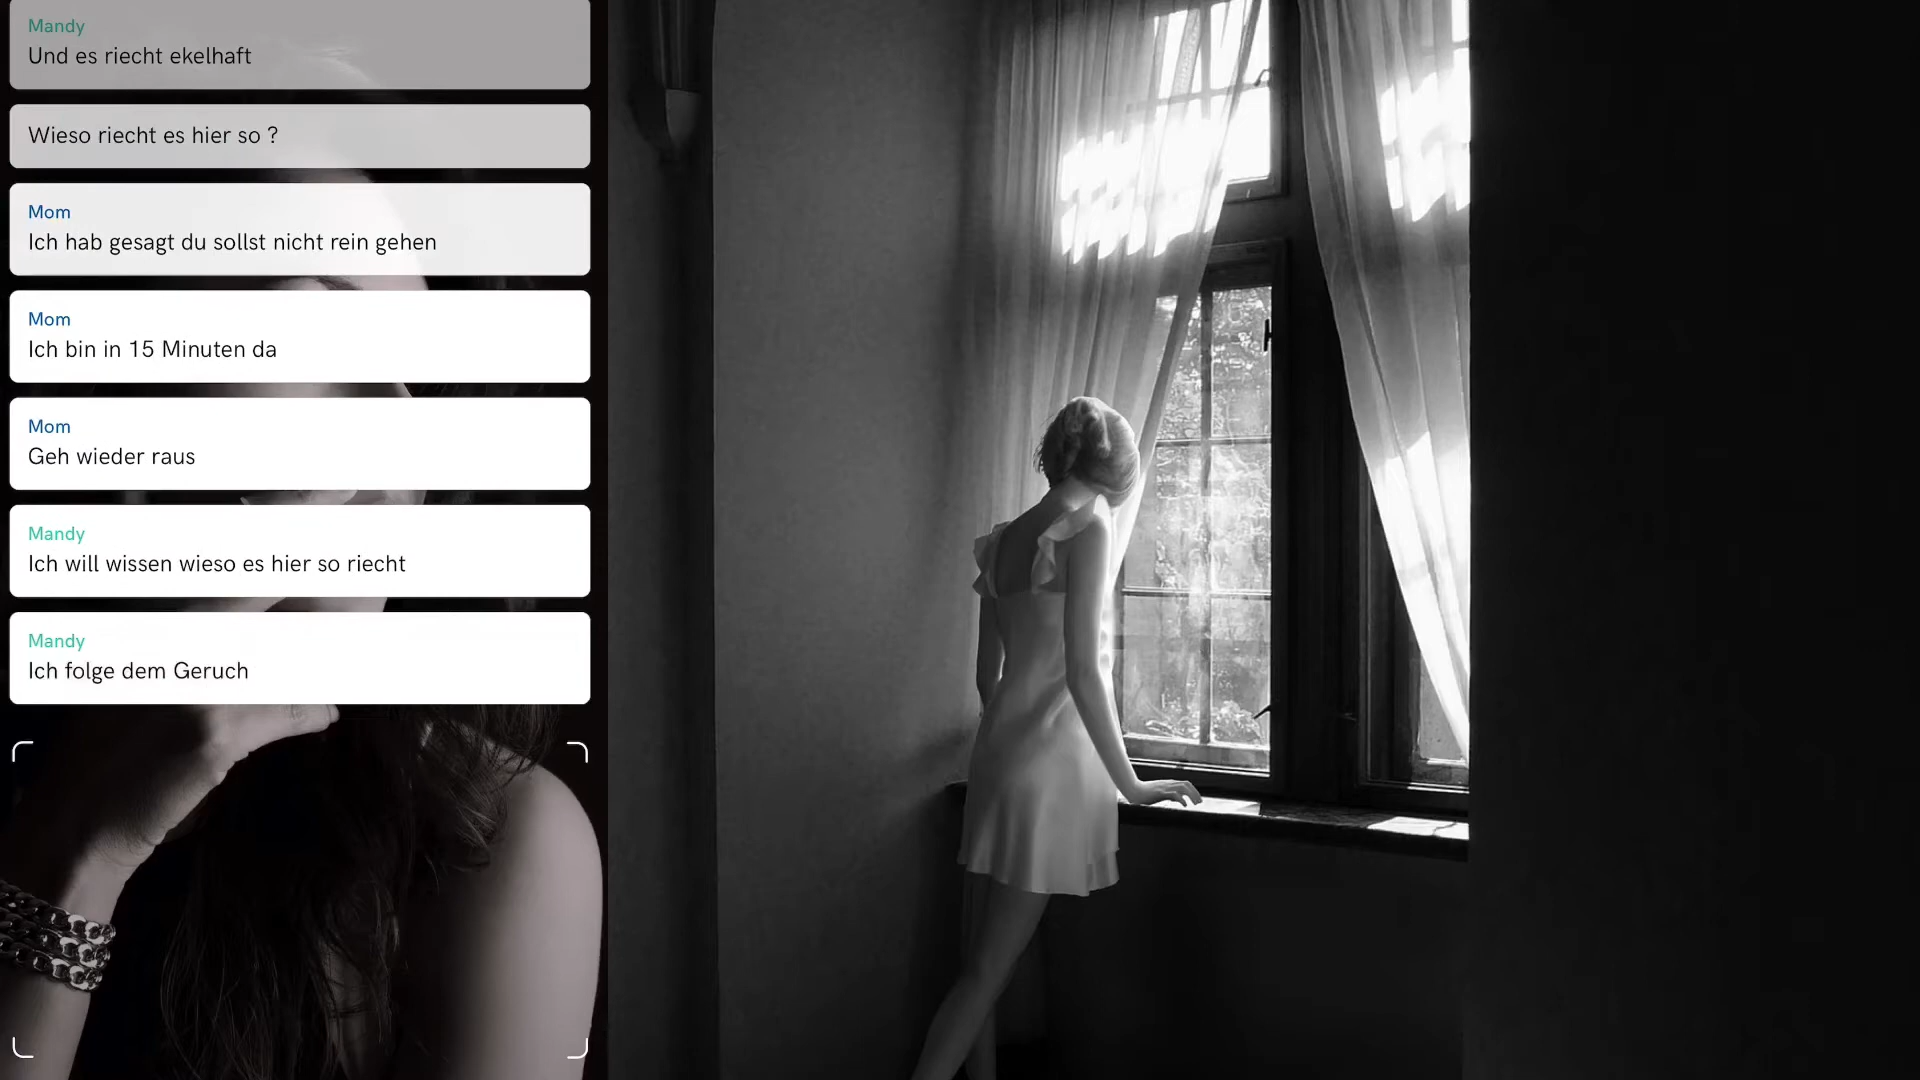 Mandy
Und es riecht ekelhaft
Wieso riecht es hier so ?
Mom
Ich hab gesagt du sollst nicht rein gehen
Mom
Ich bin in 15 Minuten da
Mom
Geh wieder raus
Mandy
Ich will wissen wieso es hier so riecht
Mandy
Ich folge dem Geruch